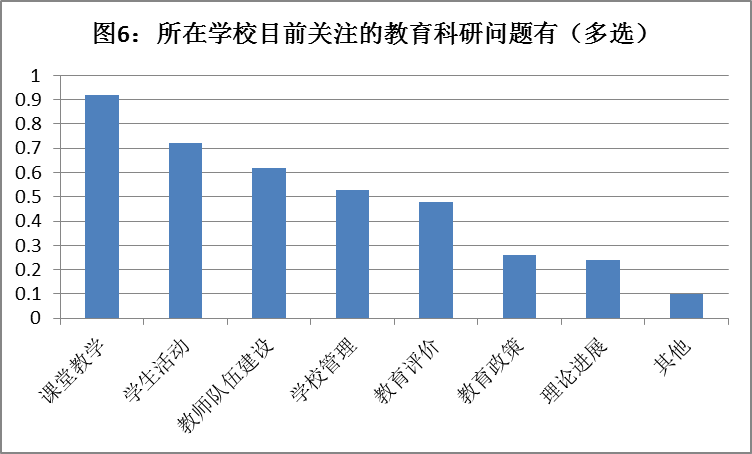 图6：所在学校目前关注的教育科研问题有（多选）
1
0.9
0.8
0.7
0.6
0.5
0.4
0.3
0.2
0.1
0
课堂教学
学生活动
教师队伍建设
学校管理
教育评价
教育政策
理论进展
其他